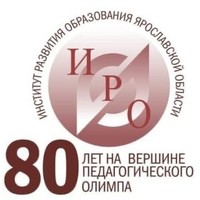 ИНСТИТУТ РАЗВИТИЯ ОБРАЗОВАНИЯ ЯРОСЛАВСКОЙ ОБЛАСТИ
ИРО
80 ЛЕТ НА ВЕРШИНЕ
ПЕДАГОГИЧЕСКОГО
ОЛИМПА